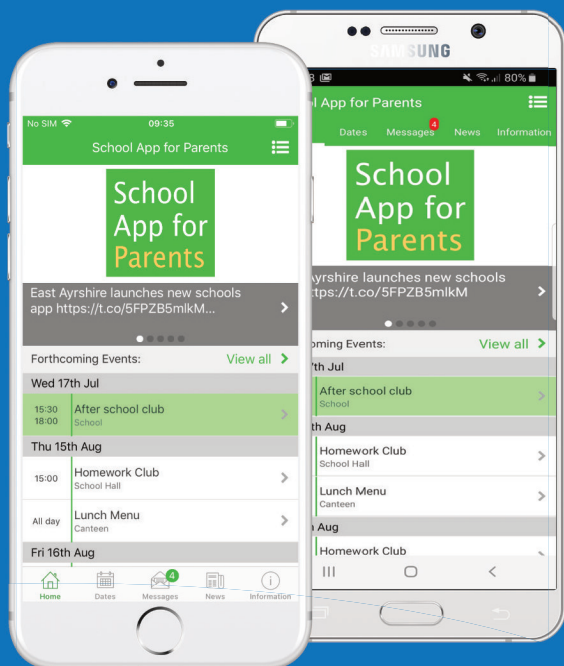 No SIM 09:35
School App for Parents
School
App for
Parents
East Ayrshire launches new schools
app https://t.co/5FPZB5mlkM...
Forthcoming Events: View all
Wed 17th Jul
15:30
18:00
After school club
School
Thu 15th Aug
15:00
Homework Club
School Hall
All day
Lunch Menu
Canteen
Fri 16th Aug
4
Home Dates Messages News Information
SAMSUNG
80%
App for Parents
Dates Messages 4 News Information
School
App for
Parents
yrshire launches new schools
tps://t.co/5FPZB5mlkM
oming Events: View all
th Jul
After school club
School
th Aug
Homework Club
School Hall
Lunch Menu
Canteen
Aug
Homework Club